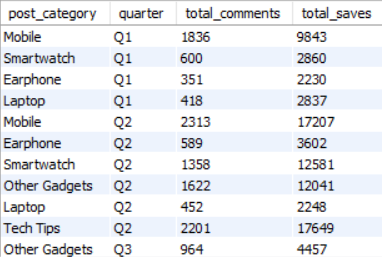 post_category quarter total_comments total_saves
Mobile Q1 1836 9843
Smartwatch Q1 600 2860
Earphone Q1 351 2230
Laptop Q1 418 2837
Mobile Q2 2313 17207
Earphone Q2 589 3602
Smartwatch Q2 1358 12581
Other Gadgets Q2 1622 12041
Laptop Q2 452 2248
Tech Tips Q2 2201 17649
Other Gadgets Q3 964 4457